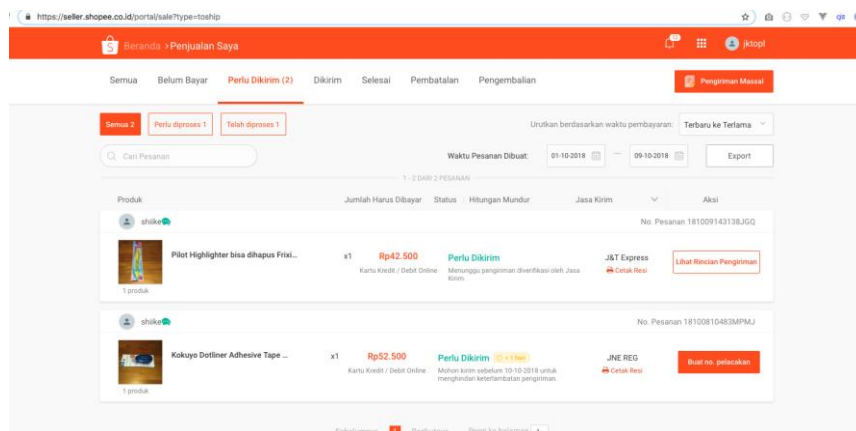 https://seller.shopee.co.id/portal/sale?type=toship
Beranda > Penjualan Saya
jktopl
Semua Belum Bayar Perlu Dikirim (2) Dikirim Selesai Pembatalan Pengembalian Pengiriman Massal
Semua 2 Perlu diproses 1 Telah diproses 1 Urutkan berdasarkan waktu pembayaran: Terbaru ke Terlama
Cari Pesanan Waktu Pesanan Dibuat: 01-10-2018 — 09-10-2018 Export
1 - 2 DARI 2 PESANAN
Produk Jumlah Harus Dibayar Status Hitungan Mundur Jasa Kirim Aksi
shiike No. Pesanan 181009143138JGQ
Pilot Highlighter bisa dihapus Frixi... x1 Rp42.500 Perlu Dikirim J&T Express Lihat Rincian Pengiriman
Kartu Kredit / Debit Online Menunggu pengiriman diverifikasi oleh Jasa Kirim. Cetak Resi
1 produk
shiike No. Pesanan 18100810483MPMJ
Kokuyo Dotliner Adhesive Tape ... x1 Rp52.500 Perlu Dikirim < 1 hari JNE REG Buat no. pelacakan
Kartu Kredit / Debit Online Mohon kirim sebelum 10-10-2018 untuk menghindari keterlambatan pengiriman. Cetak Resi
1 produk